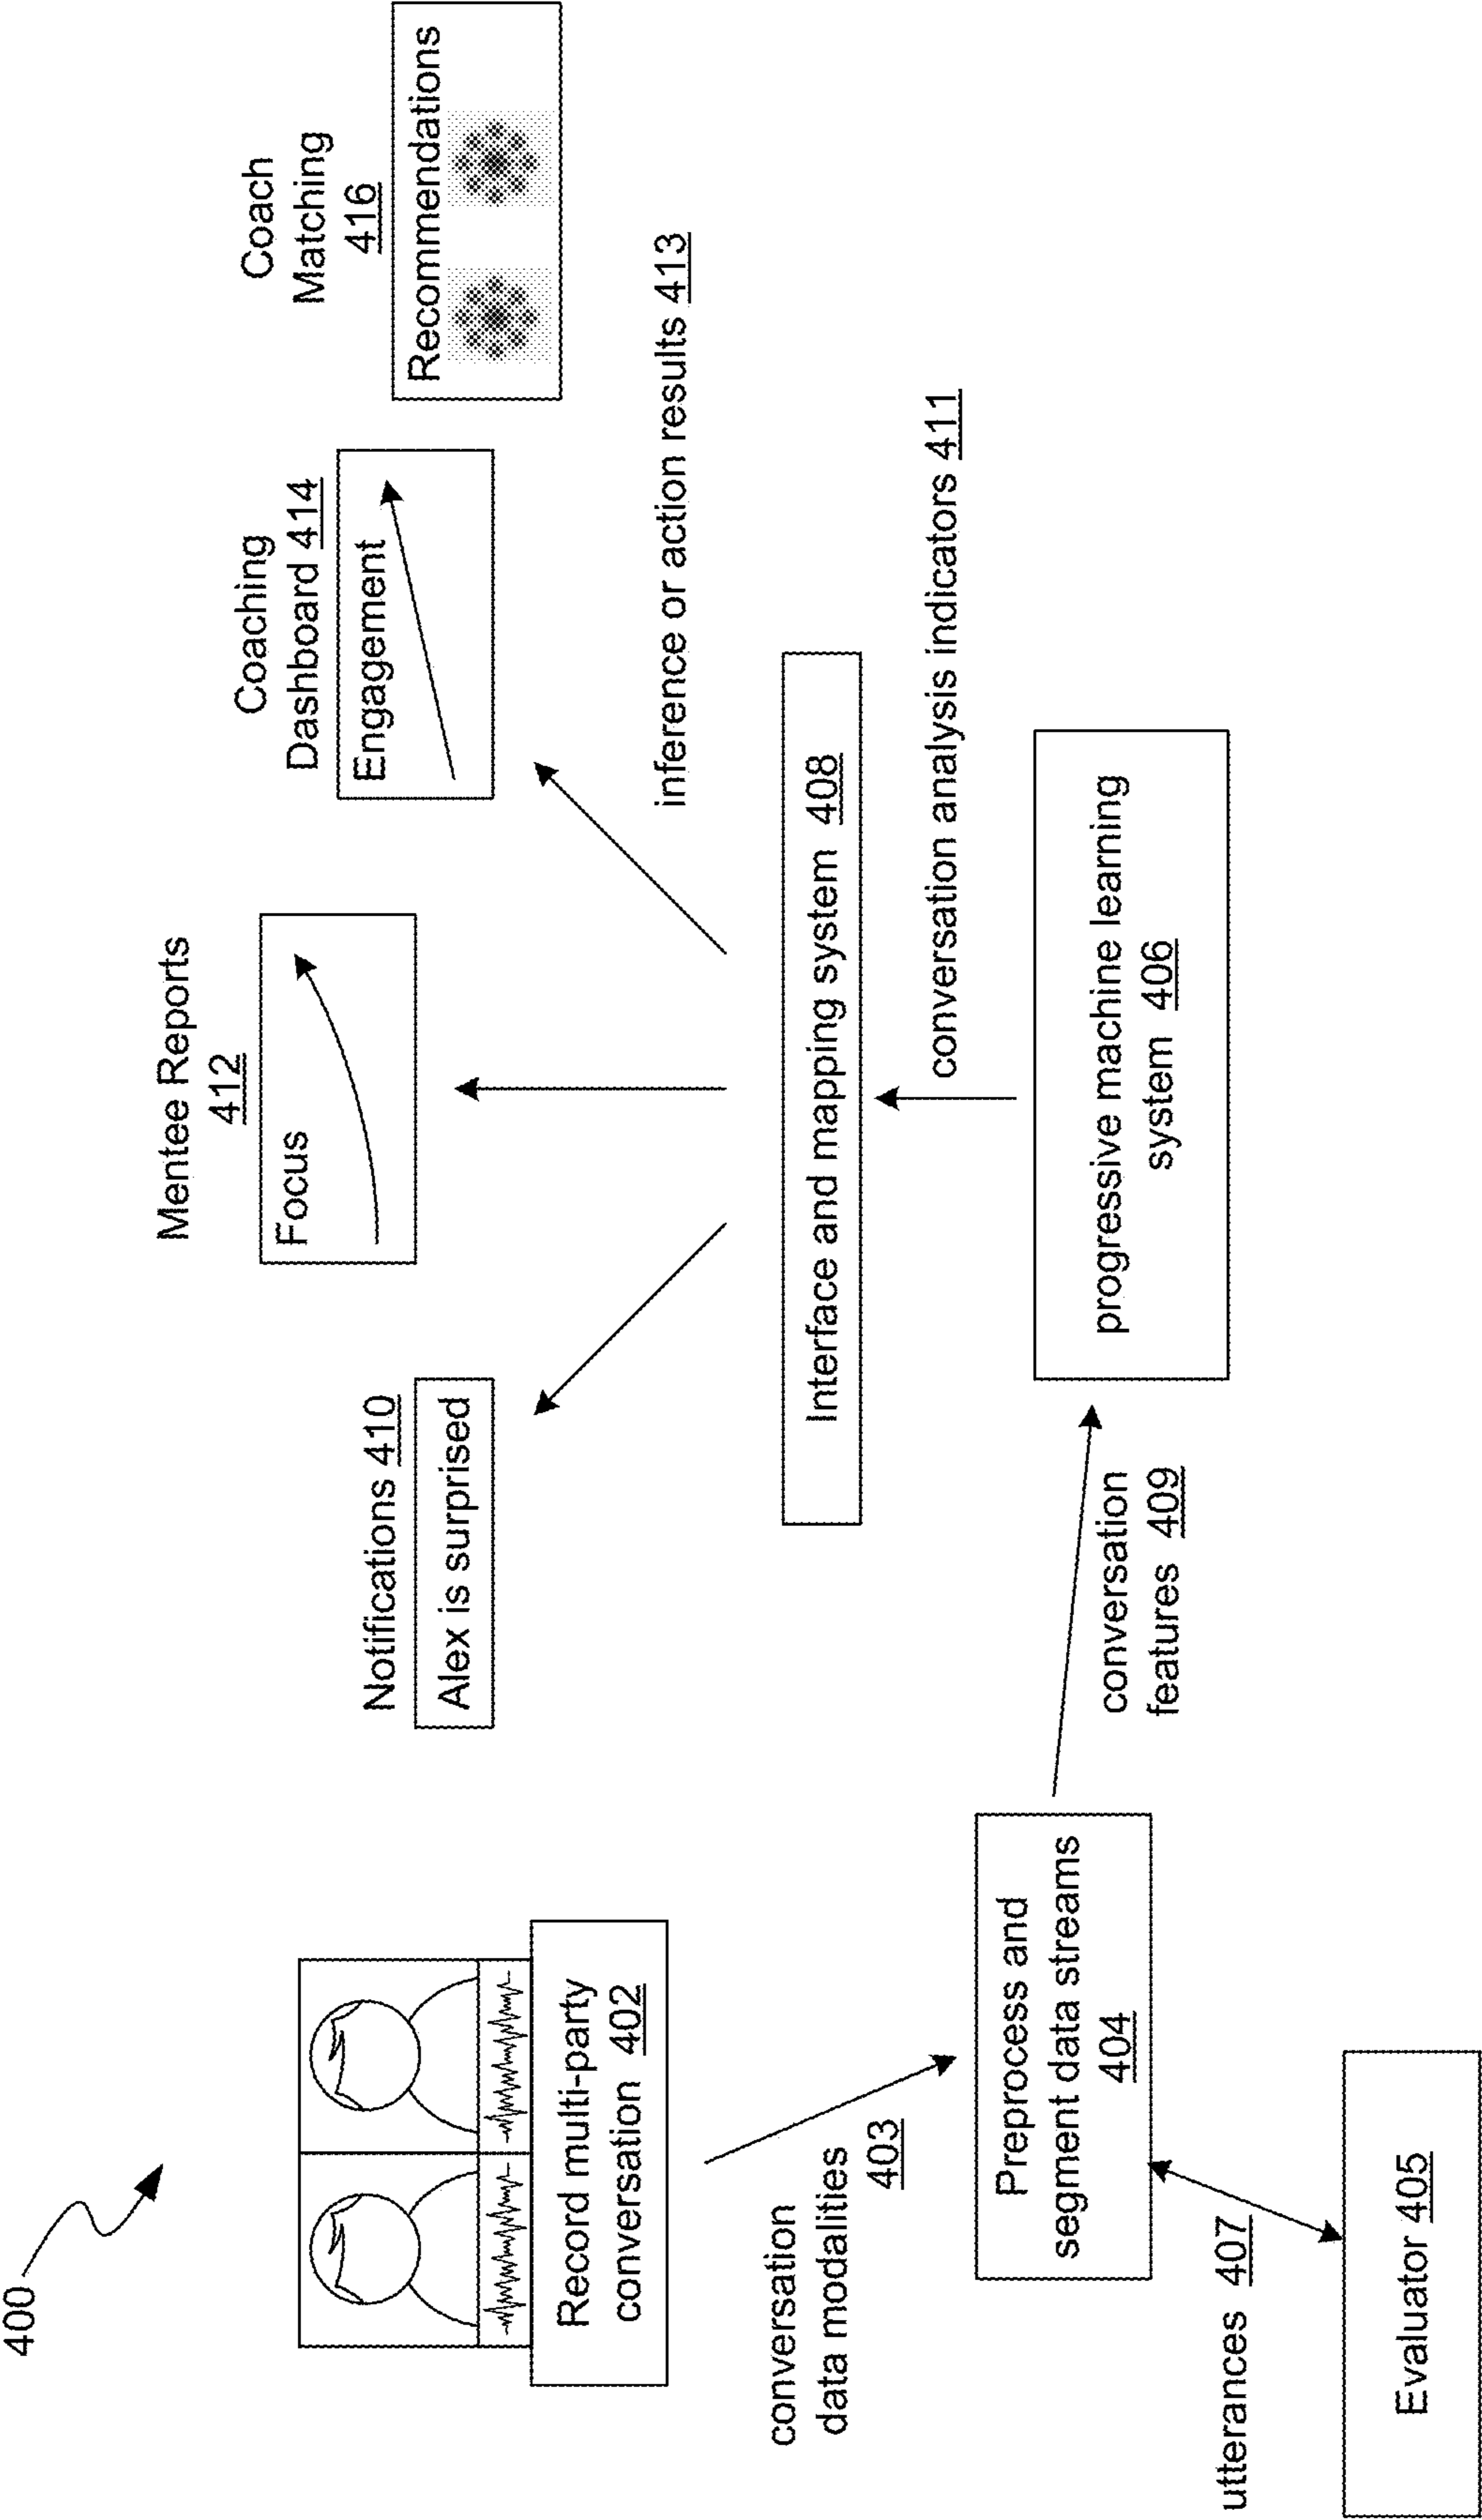 400
Record multi-party
conversation 402
conversation
data modalities
403
Preprocess and
segment data streams
404
utterances 407
Evaluator 405
conversation
features 409
progressive machine learning
system 406
conversation analysis indicators 411
Interface and mapping system 408
inference or action results 413
Notifications 410
Alex is surprised
Mentee Reports
412
Focus
Coaching
Dashboard 414
Engagement
Coach
Matching
416
Recommendations